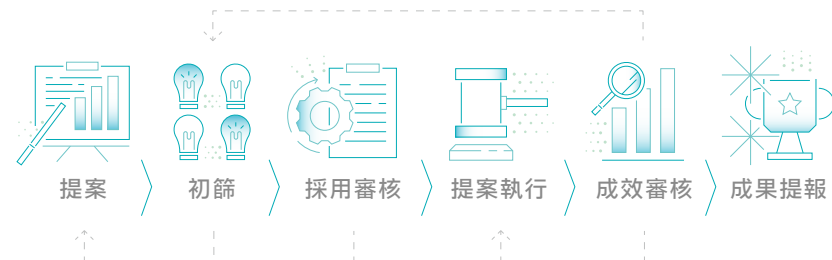 提案
初篩
採用審核
提案執行
成效審核
成果提報